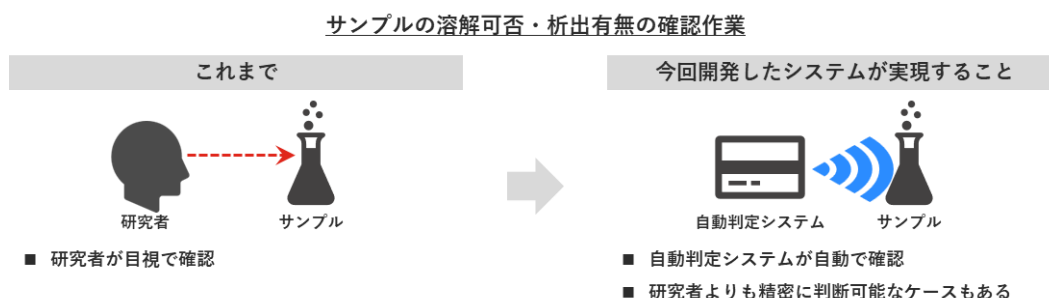 サンプルの溶解可否・析出有無の確認作業
これまで
研究者
サンプル
■ 研究者が目視で確認
今回開発したシステムが実現すること
自動判定システム
サンプル
■ 自動判定システムが自動で確認
■ 研究者よりも精密に判断可能なケースもある